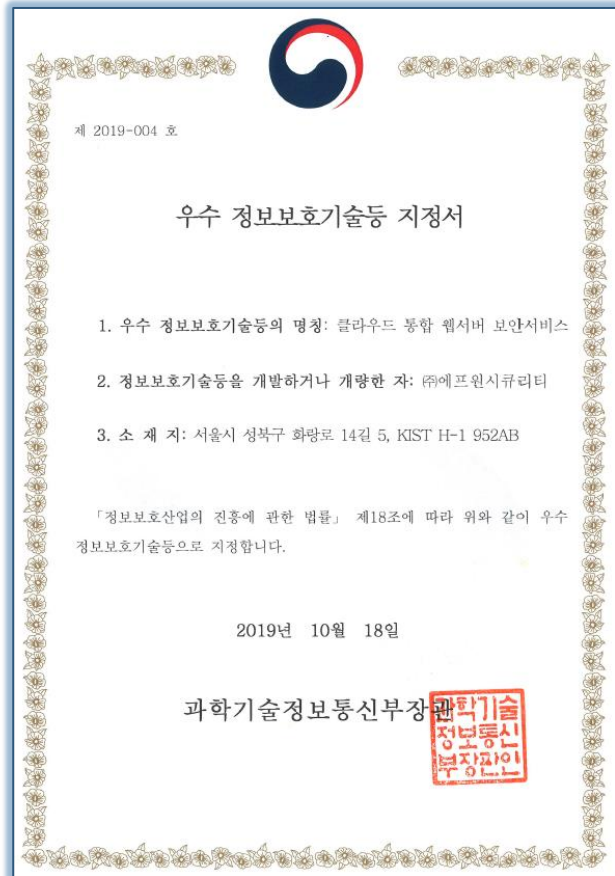 제 2019-004 호
우수 정보보호기술등 지정서
1. 우수 정보보호기술등의 명칭: 클라우드 통합 웹서버 보안서비스
2. 정보보호기술등을 개발하거나 개량한 자: ㈜에프원시큐리티
3. 소 재 지: 서울시 성북구 화랑로 14길 5, KIST H-1 952AB
「정보보호산업의 진흥에 관한 법률」 제18조에 따라 위와 같이 우수
정보보호기술등으로 지정합니다.
2019년 10월 18일
과학기술정보통신부장관
과학기술
정보통신
부장관인